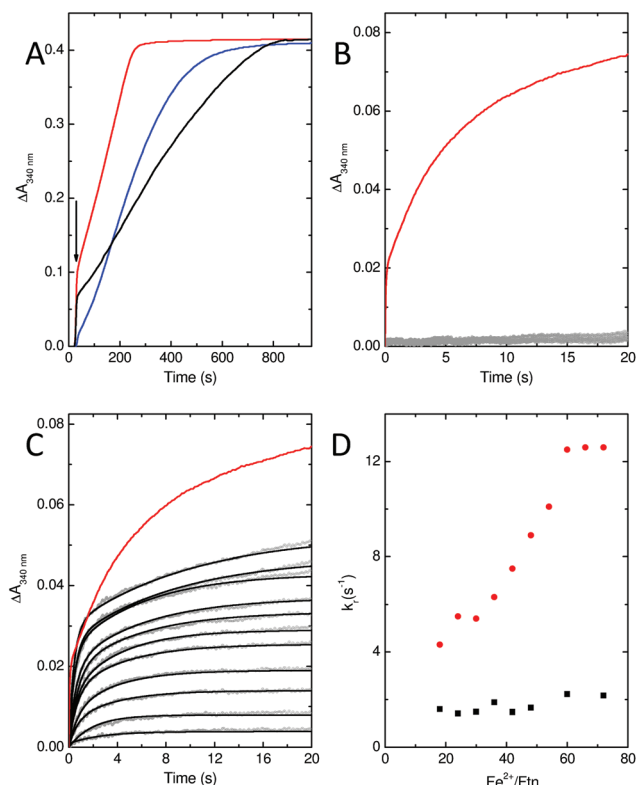 A
ΔA340 nm
0.4
0.3
0.2
0.1
0.0
0 200 400 600 800
Time (s)
B
ΔA340 nm
0.08
0.06
0.04
0.02
0.00
0 5 10 15 20
Time (s)
C
ΔA340 nm
0.08
0.06
0.04
0.02
0.00
0 4 8 12 16 20
Time (s)
D
kr(s-1)
12
8
4
0
0 20 40 60 80
Fe2+/Ftn